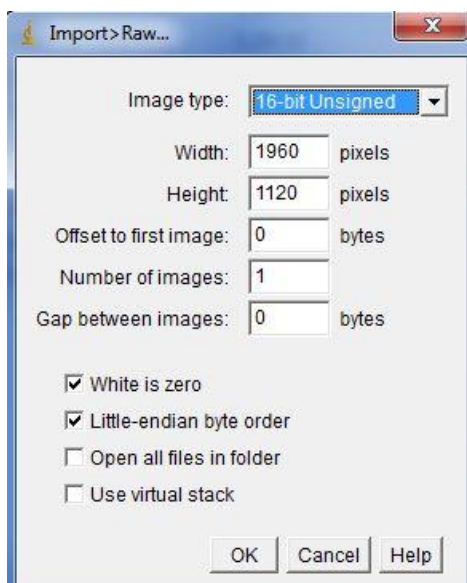 Import>Raw...
Image type: 16-bit Unsigned
Width: 1960 pixels
Height: 1120 pixels
Offset to first image: 0 bytes
Number of images: 1
Gap between images: 0 bytes
White is zero
Little-endian byte order
Open all files in folder
Use virtual stack
OK Cancel Help